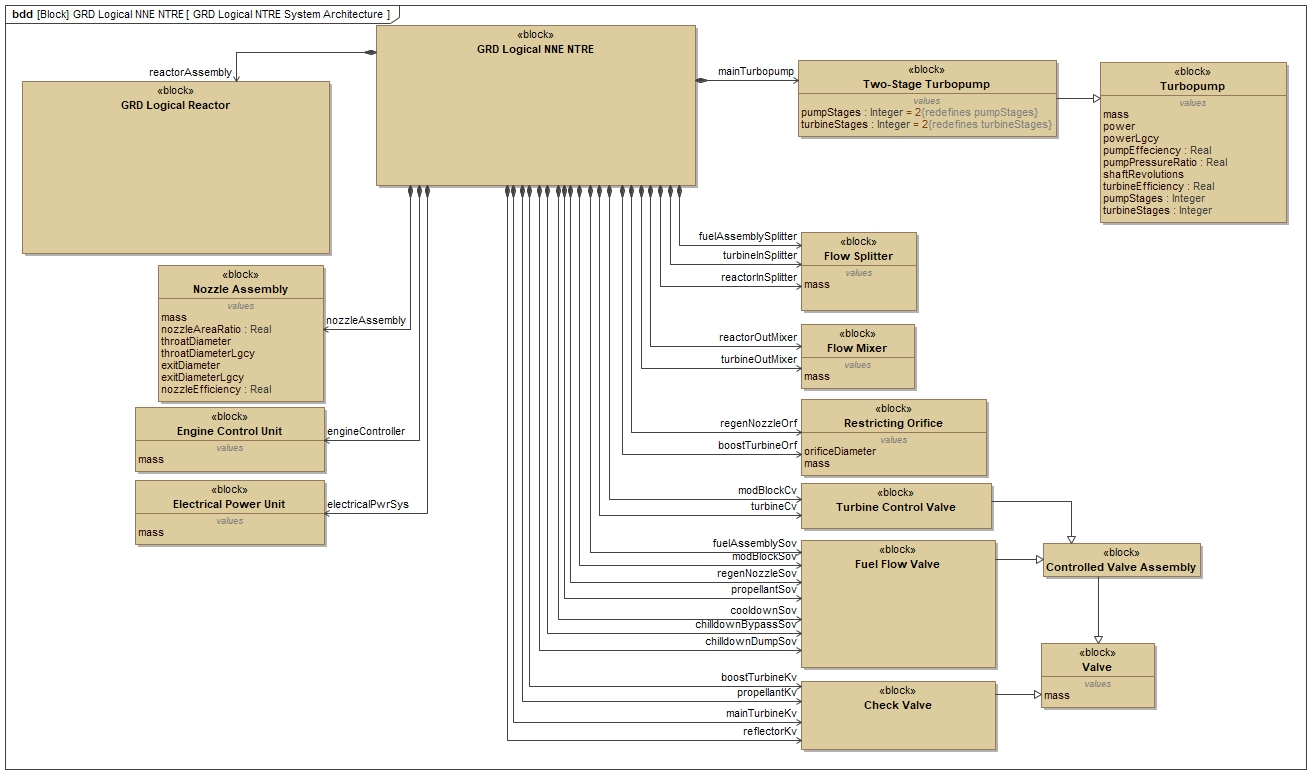 bdd [Block] GRD Logical NNE NTRE [ GRD Logical NTRE System Architecture ]
«block»
GRD Logical NNE NTRE
reactorAssembly
«block»
GRD Logical Reactor
mainTurbopump
«block»
Two-Stage Turbopump
values
pumpStages : Integer = 2{redefines pumpStages}
turbineStages : Integer = 2{redefines turbineStages}
«block»
Turbopump
values
mass
power
powerLgcy
pumpEffeciency : Real
pumpPressureRatio : Real
shaftRevolutions
turbineEfficiency : Real
pumpStages : Integer
turbineStages : Integer
nozzleAssembly
«block»
Nozzle Assembly
values
mass
nozzleAreaRatio : Real
throatDiameter
throatDiameterLgcy
exitDiameter
exitDiameterLgcy
nozzleEfficiency : Real
engineController
«block»
Engine Control Unit
values
mass
electricalPwrSys
«block»
Electrical Power Unit
values
mass
fuelAssemblySplitter
turbineInSplitter
reactorInSplitter
«block»
Flow Splitter
values
mass
reactorOutMixer
turbineOutMixer
«block»
Flow Mixer
values
mass
regenNozzleOrf
boostTurbineOrf
«block»
Restricting Orifice
values
orificeDiameter
mass
modBlockCv
turbineCv
«block»
Turbine Control Valve
fuelAssemblySov
modBlockSov
regenNozzleSov
propellantSov
cooldownSov
chilldownBypassSov
chilldownDumpSov
«block»
Fuel Flow Valve
«block»
Controlled Valve Assembly
boostTurbineKv
propellantKv
mainTurbineKv
reflectorKv
«block»
Check Valve
«block»
Valve
values
mass